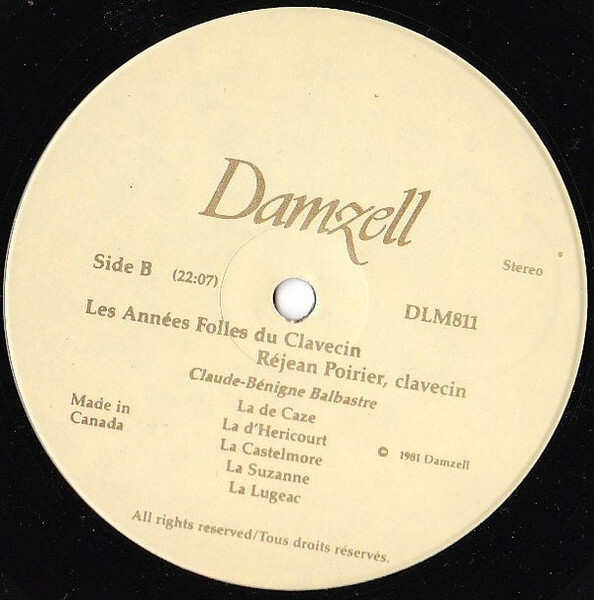 Damzell
Side B (22:07)
Stereo
DLM811
Les Années Folles du Clavecin
Réjean Poirier, clavecin
Claude-Bénigne Balbastre
La de Caze
La d'Hericourt
La Castelmore
La Suzanne
La Lugeac
Made in
Canada
© 1981 Damzell
All rights reserved/Tous droits réservés.